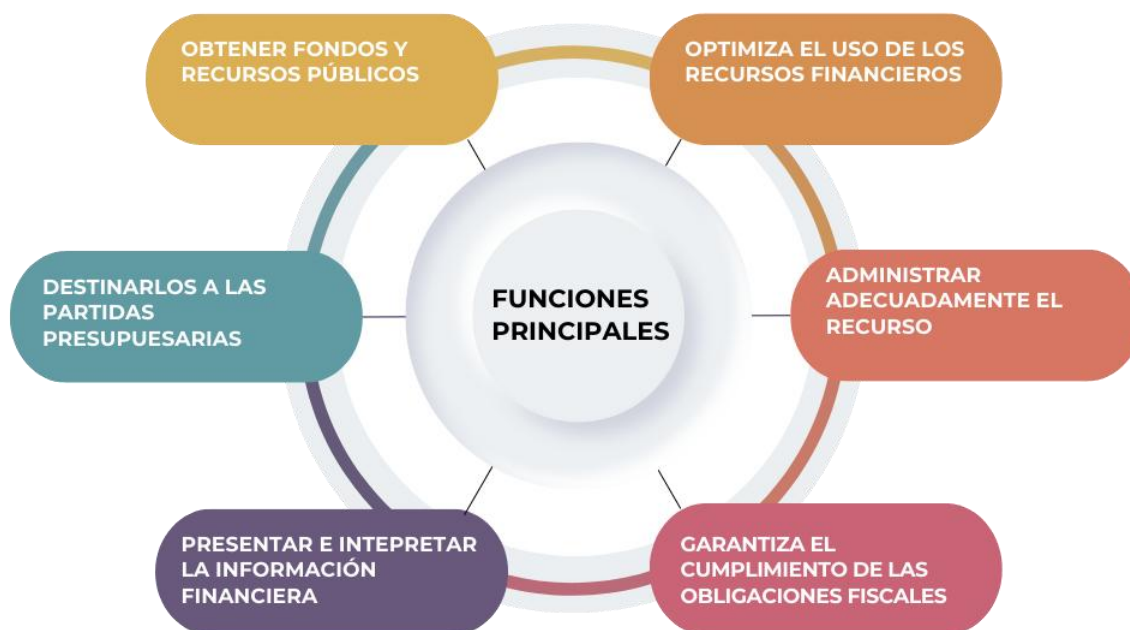 OBTENER FONDOS Y
RECURSOS PÚBLICOS
OPTIMIZA EL USO DE LOS
RECURSOS FINANCIEROS
DESTINARLOS A LAS
PARTIDAS
PRESUPUESARIAS
FUNCIONES
PRINCIPALES
ADMINISTRAR
ADECUADAMENTE EL
RECURSO
PRESENTAR E INTEPRETAR
LA INFORMACIÓN
FINANCIERA
GARANTIZA EL
CUMPLIMIENTO DE LAS
OBLIGACIONES FISCALES